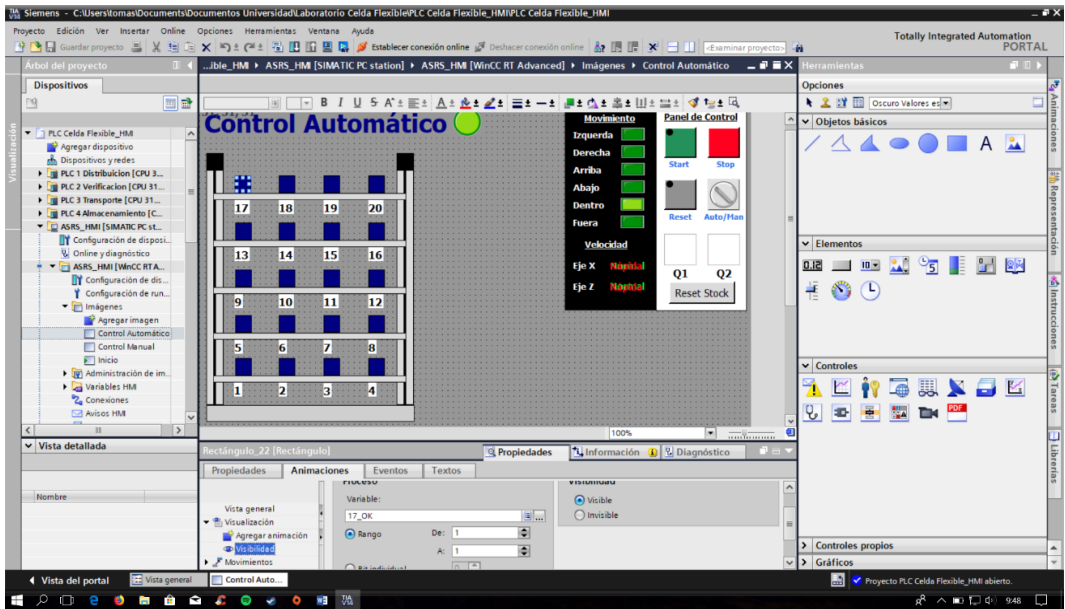 Siemens - C:\Users\tomas\Documents\Documentos Universidad\Laboratorio Celda Flexible\PLC Celda Flexible_HMI\PLC Celda Flexible_HMI
Proyecto Edición Ver Insertar Online Opciones Herramientas Ventana Ayuda
Totally Integrated Automation
PORTAL
Guardar proyecto Establecer conexión online Deshacer conexión online <Examinar proyecto>
Árbol del proyecto
...ible_HMI ▸ ASRS_HMI [SIMATIC PC station] ▸ ASRS_HMI [WinCC RT Advanced] ▸ Imágenes ▸ Control Automático
Herramientas
Dispositivos
Opciones
Oscuro Valores es
B I U S A
Visualización
PLC Celda Flexible_HMI
Agregar dispositivo
Dispositivos y redes
PLC 1 Distribuicion [CPU 3...
PLC 2 Verificacion [CPU 31...
PLC 3 Transporte [CPU 31...
PLC 4 Almacenamiento [C...
ASRS_HMI [SIMATIC PC st...
Configuración de disposi...
Online y diagnóstico
ASRS_HMI [WinCC RT A...
Configuración de dis...
Configuración de run...
Imágenes
Agregar imagen
Control Automático
Control Manual
Inicio
Administración de im...
Variables HMI
Conexiones
Avisos HMI
Vista detallada
Nombre
Control Automático
17 18 19 20
13 14 15 16
9 10 11 12
5 6 7 8
1 2 3 4
Movimiento
Izquerda
Derecha
Arriba
Abajo
Dentro
Fuera
Velocidad
Eje X
Eje Z
Panel de Control
Start Stop
Reset Auto/Man
Q1 Q2
Reset Stock
100%
Objetos básicos
A
Elementos
Controles
PDF
Controles propios
Gráficos
Animaciones
Representación
Instrucciones
Tareas
Librerías
Rectángulo_22 [Rectángulo]
Propiedades Información Diagnóstico
Propiedades Animaciones Eventos Textos
Vista general
Visualización
Agregar animación
Visibilidad
Movimientos
Proceso
Variable:
17_OK
Rango De: 1
A: 1
Bit individual 0
Visibilidad
Visible
Invisible
Vista del portal Vista general Control Auto...
Proyecto PLC Celda Flexible_HMI abierto.
9:48